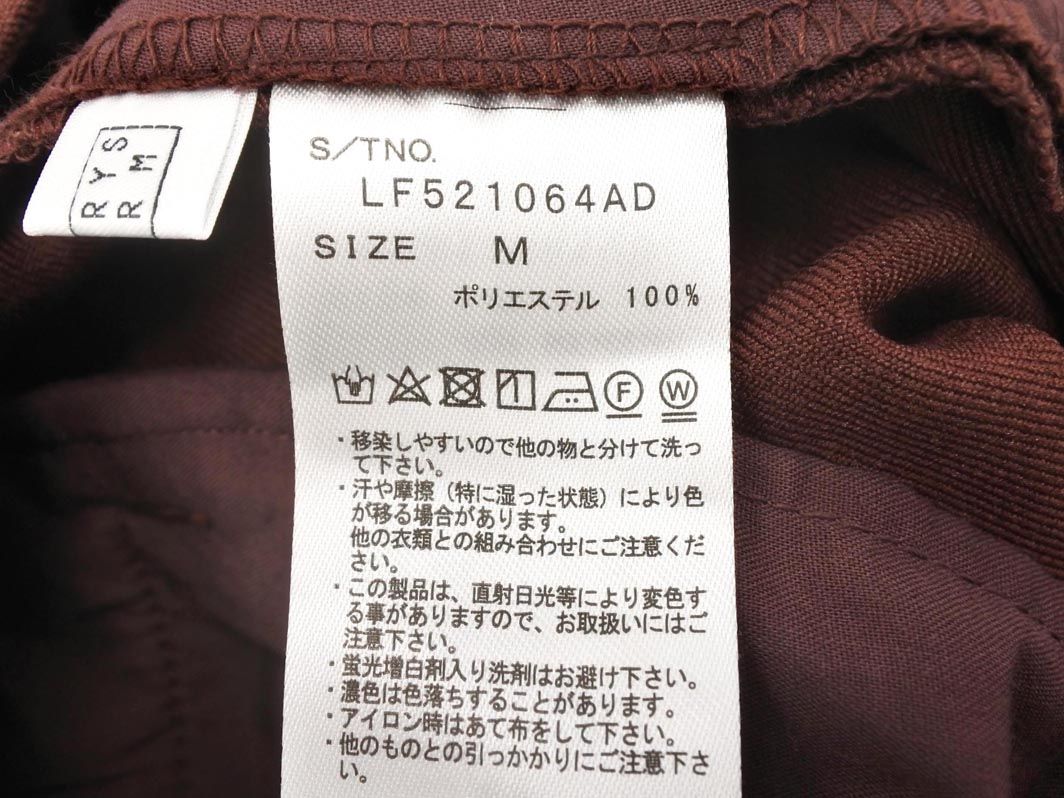 RYS
RM
S/TNO.
LF521064AD
SIZE M
ポリエステル 100%
F W
・移染しやすいので他の物と分けて洗っ
て下さい。
・汗や摩擦(特に湿った状態)により色
が移る場合があります。
他の衣類との組み合わせにご注意くだ
さい。
・この製品は、直射日光等により変色す
る事がありますので、お取扱いにはご
注意下さい。
・蛍光増白剤入り洗剤はお避け下さい。
・濃色は色落ちすることがあります。
・アイロン時はあて布をして下さい。
・他のものとの引っかかりにご注意下さ
い。